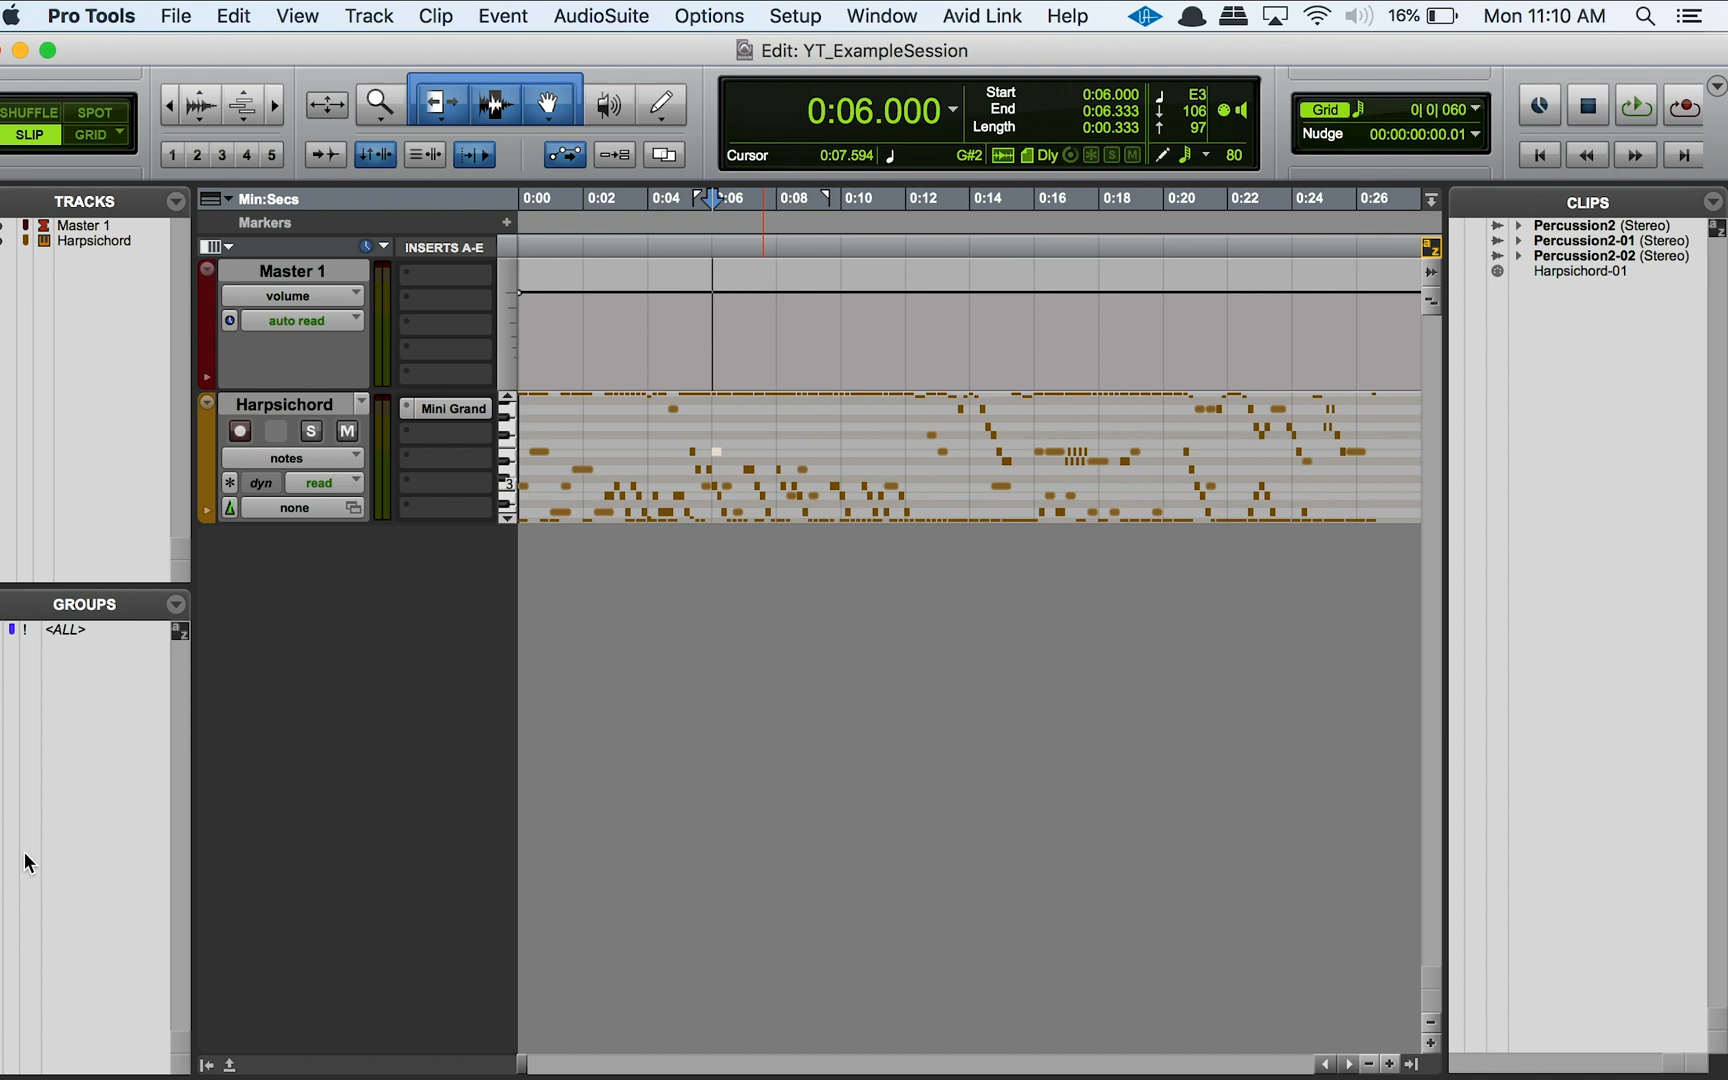 Pro Tools File Edit View Track Clip Event AudioSuite Options Setup Window Avid Link Help 16% Mon 11:10 AM
Edit: YT_ExampleSession
SHUFFLE SPOT
SLIP GRID
1 2 3 4 5
0:06.000
Start 0:06.000
End 0:06.333
Length 0:00.333
E3
106
97
Cursor 0:07.594 G#2 Dly S M 80
Grid 0| 0| 060
Nudge 00:00:00:00.01
TRACKS
Master 1
Harpsichord
GROUPS
! <ALL>
a z
Min:Secs 0:00 0:02 0:04 :06 0:08 0:10 0:12 0:14 0:16 0:18 0:20 0:22 0:24 0:26
Markers +
INSERTS A-E
a z
Master 1
volume
auto read
Harpsichord
Mini Grand
S M
notes
dyn read
none
3
CLIPS
Percussion2 (Stereo)
Percussion2-01 (Stereo)
Percussion2-02 (Stereo)
Harpsichord-01
a z